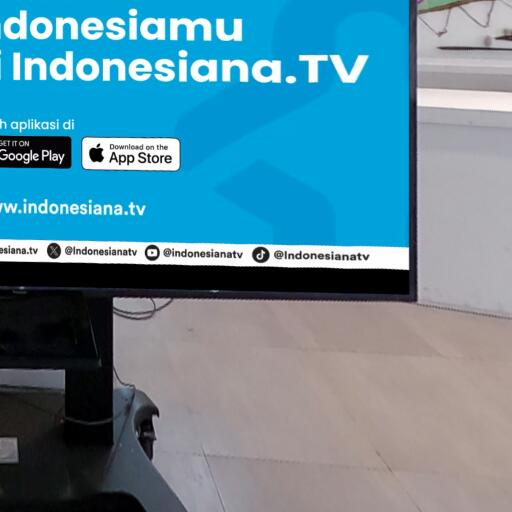 ndonesiamu
i Indonesiana.TV
h aplikasi di
GET IT ON
Google Play
Download on the
App Store
w.indonesiana.tv
esiana.tv @Indonesianatv @indonesianatv @Indonesianatv